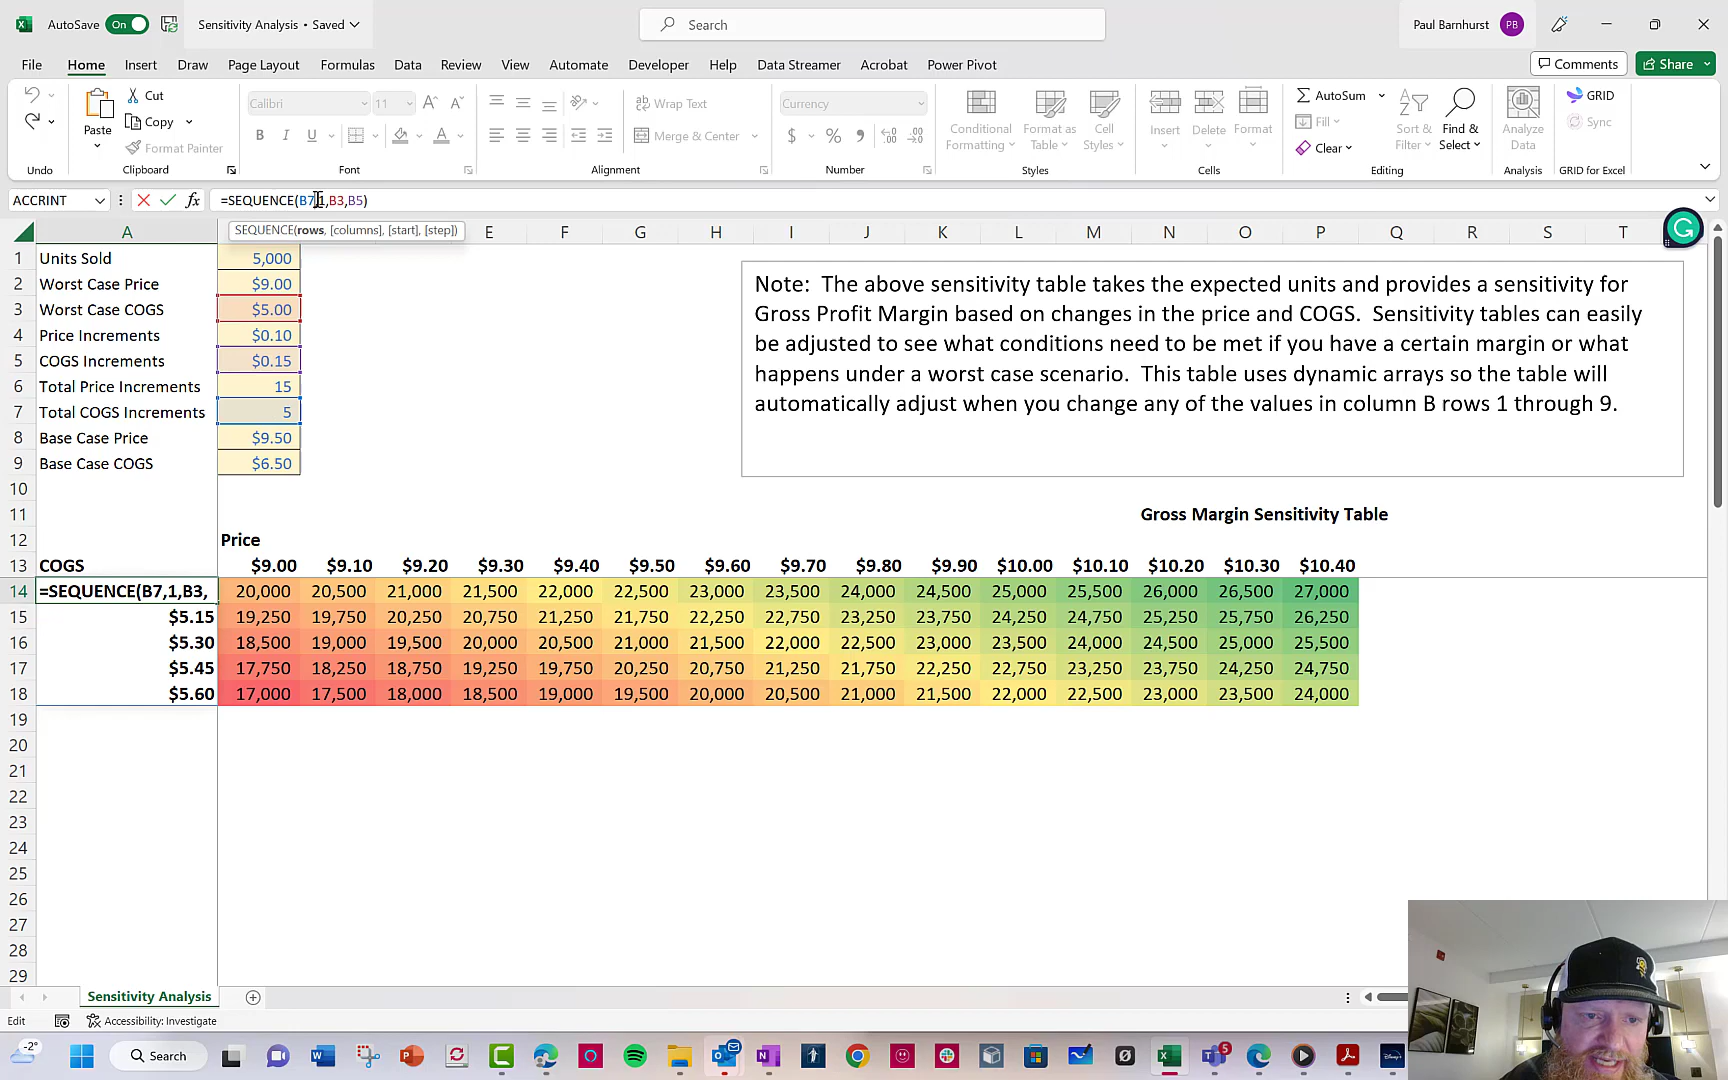 AutoSave On Sensitivity Analysis • Saved Search Paul Barnhurst PB
File Home Insert Draw Page Layout Formulas Data Review View Automate Developer Help Data Streamer Acrobat Power Pivot Comments Share
Paste Cut Copy Format Painter
Calibri 11
B I U
Wrap Text
Merge & Center
Currency
$ %
Conditional Formatting Format as Table Cell Styles
Insert Delete Format
AutoSum Fill Clear
Sort & Filter Find & Select
Analyze Data
GRID Sync
Undo Clipboard Font Alignment Number Styles Cells Editing Analysis GRID for Excel
ACCRINT fx =SEQUENCE(B7,1,B3,B5)
SEQUENCE(rows, [columns], [start], [step])
A E F G H I J K L M N O P Q R S T
1 Units Sold 5,000
2 Worst Case Price $9.00
3 Worst Case COGS $5.00
4 Price Increments $0.10
5 COGS Increments $0.15
6 Total Price Increments 15
7 Total COGS Increments 5
8 Base Case Price $9.50
9 Base Case COGS $6.50
Note: The above sensitivity table takes the expected units and provides a sensitivity for
Gross Profit Margin based on changes in the price and COGS. Sensitivity tables can easily
be adjusted to see what conditions need to be met if you have a certain margin or what
happens under a worst case scenario. This table uses dynamic arrays so the table will
automatically adjust when you change any of the values in column B rows 1 through 9.
10
11 Gross Margin Sensitivity Table
12 Price
13 COGS $9.00 $9.10 $9.20 $9.30 $9.40 $9.50 $9.60 $9.70 $9.80 $9.90 $10.00 $10.10 $10.20 $10.30 $10.40
14 =SEQUENCE(B7,1,B3, 20,000 20,500 21,000 21,500 22,000 22,500 23,000 23,500 24,000 24,500 25,000 25,500 26,000 26,500 27,000
15 $5.15 19,250 19,750 20,250 20,750 21,250 21,750 22,250 22,750 23,250 23,750 24,250 24,750 25,250 25,750 26,250
16 $5.30 18,500 19,000 19,500 20,000 20,500 21,000 21,500 22,000 22,500 23,000 23,500 24,000 24,500 25,000 25,500
17 $5.45 17,750 18,250 18,750 19,250 19,750 20,250 20,750 21,250 21,750 22,250 22,750 23,250 23,750 24,250 24,750
18 $5.60 17,000 17,500 18,000 18,500 19,000 19,500 20,000 20,500 21,000 21,500 22,000 22,500 23,000 23,500 24,000
19
20
21
22
23
24
25
26
27
28
29
Sensitivity Analysis
Edit Accessibility: Investigate
-2° Search 5